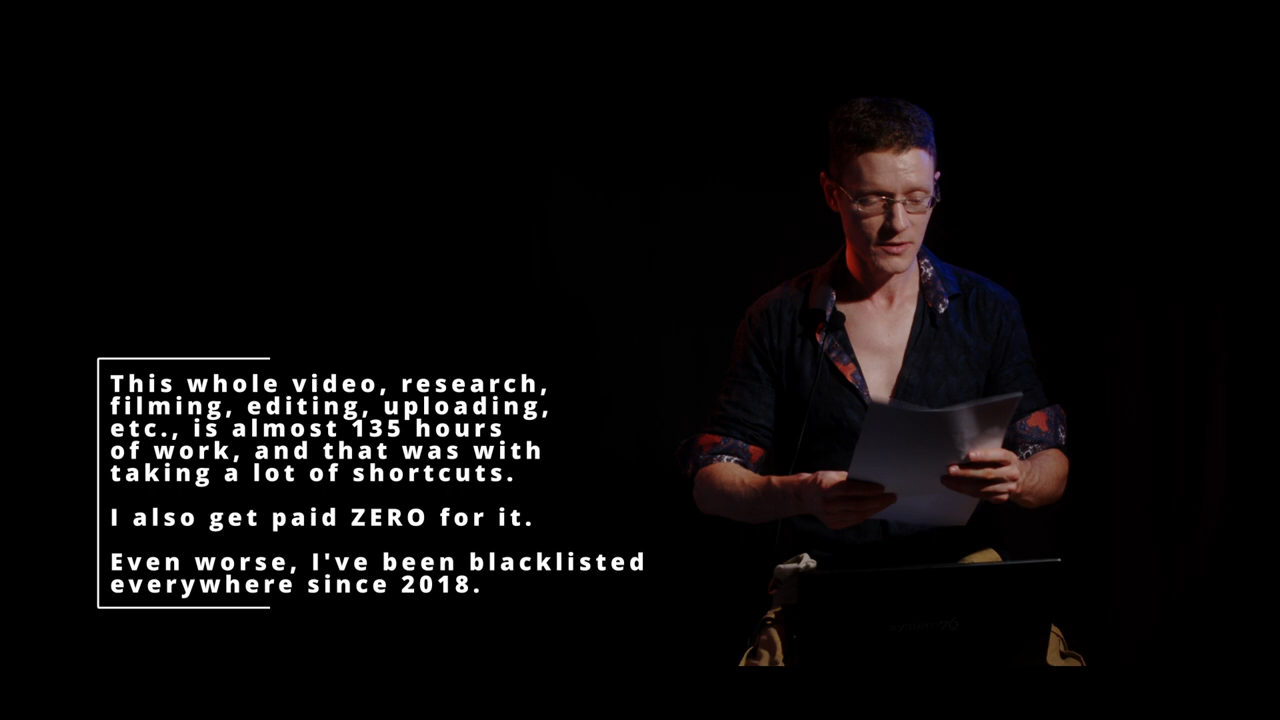 This whole video, research,
filming, editing, uploading,
etc., is almost 135 hours
of work, and that was with
taking a lot of shortcuts.
I also get paid ZERO for it.
Even worse, I've been blacklisted
everywhere since 2018.